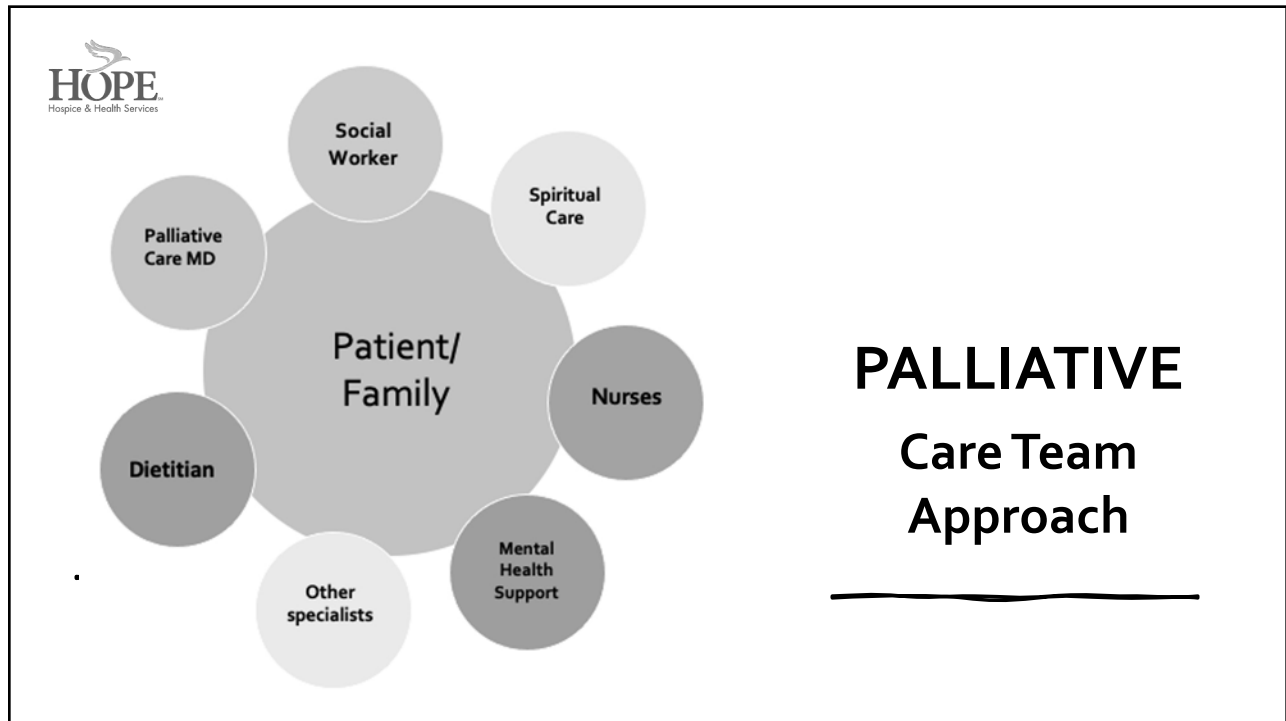 HOPE
Hospice & Health Services
Social
Worker
Spiritual
Care
Palliative
Care MD
Patient/
Family
Nurses
Dietitian
Mental
Health
Support
Other
specialists
.
PALLIATIVE
Care Team
Approach